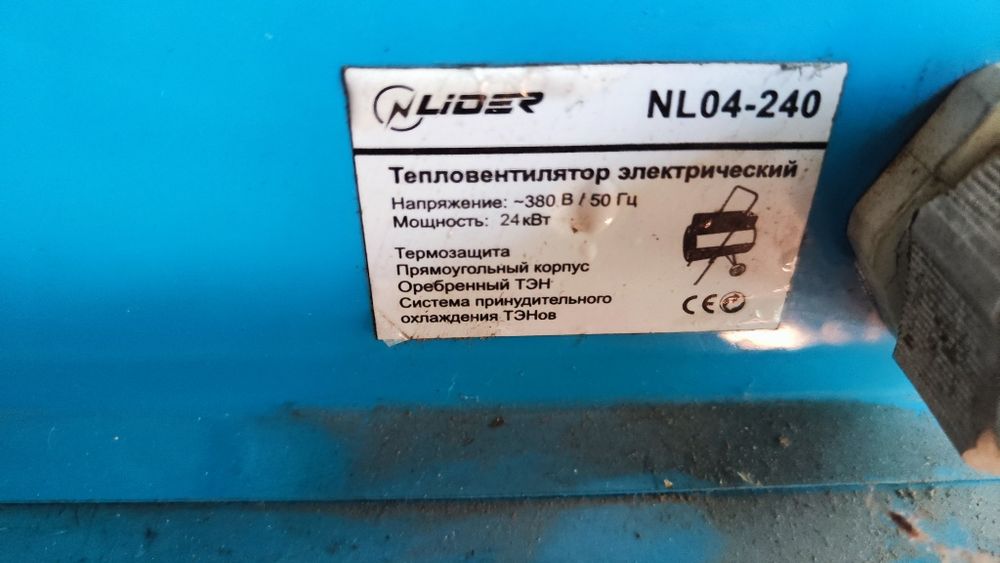 NLiDER NL04-240
Тепловентилятор электрический
Напряжение: ~380 В / 50 Гц
Мощность: 24кВт
Термозащита
Прямоугольный корпус
Оребренный ТЭН
Система принудительного
охлаждения ТЭНов
CE